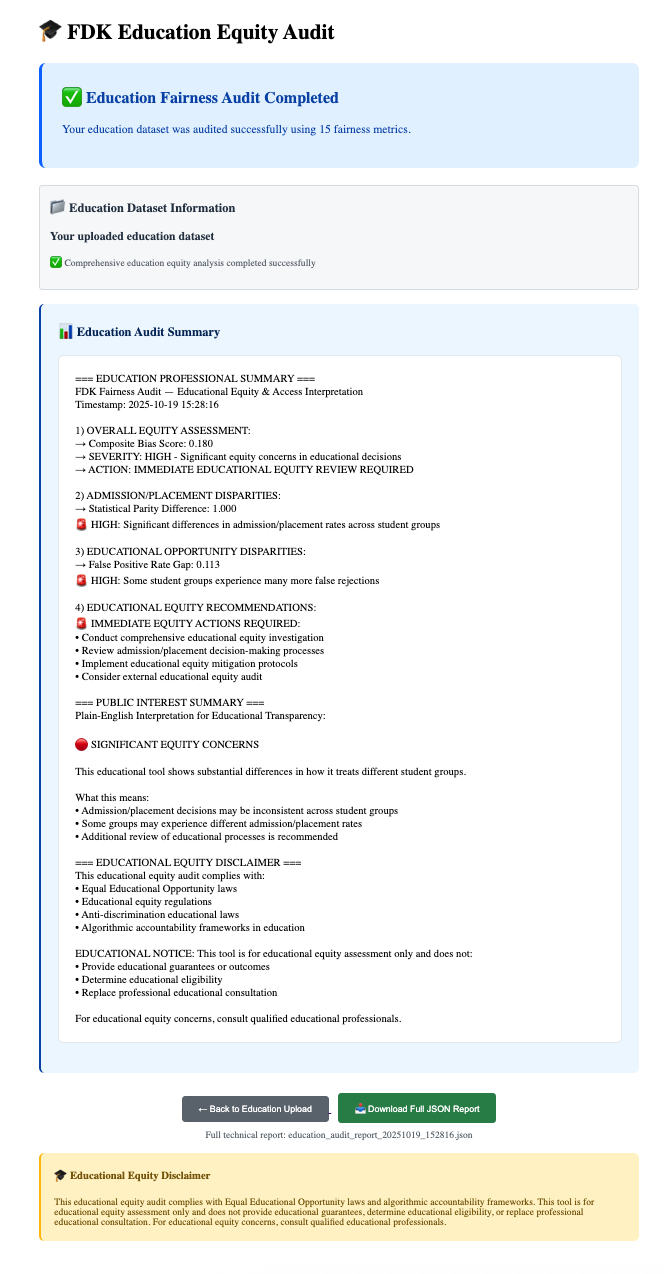 🎓 FDK Education Equity Audit
✅ Education Fairness Audit Completed
Your education dataset was audited successfully using 15 fairness metrics.
📁 Education Dataset Information
Your uploaded education dataset
✅ Comprehensive education equity analysis completed successfully
📊 Education Audit Summary
=== EDUCATION PROFESSIONAL SUMMARY ===
FDK Fairness Audit — Educational Equity & Access Interpretation
Timestamp: 2025-10-19 15:28:16
1) OVERALL EQUITY ASSESSMENT:
→ Composite Bias Score: 0.180
→ SEVERITY: HIGH - Significant equity concerns in educational decisions
→ ACTION: IMMEDIATE EDUCATIONAL EQUITY REVIEW REQUIRED
2) ADMISSION/PLACEMENT DISPARITIES:
→ Statistical Parity Difference: 1.000
🚨 HIGH: Significant differences in admission/placement rates across student groups
3) EDUCATIONAL OPPORTUNITY DISPARITIES:
→ False Positive Rate Gap: 0.113
🚨 HIGH: Some student groups experience many more false rejections
4) EDUCATIONAL EQUITY RECOMMENDATIONS:
🚨 IMMEDIATE EQUITY ACTIONS REQUIRED:
• Conduct comprehensive educational equity investigation
• Review admission/placement decision-making processes
• Implement educational equity mitigation protocols
• Consider external educational equity audit
=== PUBLIC INTEREST SUMMARY ===
Plain-English Interpretation for Educational Transparency:
🔴 SIGNIFICANT EQUITY CONCERNS
This educational tool shows substantial differences in how it treats different student groups.
What this means:
• Admission/placement decisions may be inconsistent across student groups
• Some groups may experience different admission/placement rates
• Additional review of educational processes is recommended
=== EDUCATIONAL EQUITY DISCLAIMER ===
This educational equity audit complies with:
• Equal Educational Opportunity laws
• Educational equity regulations
• Anti-discrimination educational laws
• Algorithmic accountability frameworks in education
EDUCATIONAL NOTICE: This tool is for educational equity assessment only and does not:
• Provide educational guarantees or outcomes
• Determine educational eligibility
• Replace professional educational consultation
For educational equity concerns, consult qualified educational professionals.
← Back to Education Upload
📥 Download Full JSON Report
Full technical report: education_audit_report_20251019_152816.json
🎓 Educational Equity Disclaimer
This educational equity audit complies with Equal Educational Opportunity laws and algorithmic accountability frameworks. This tool is for
educational equity assessment only and does not provide educational guarantees, determine educational eligibility, or replace professional
educational consultation. For educational equity concerns, consult qualified educational professionals.